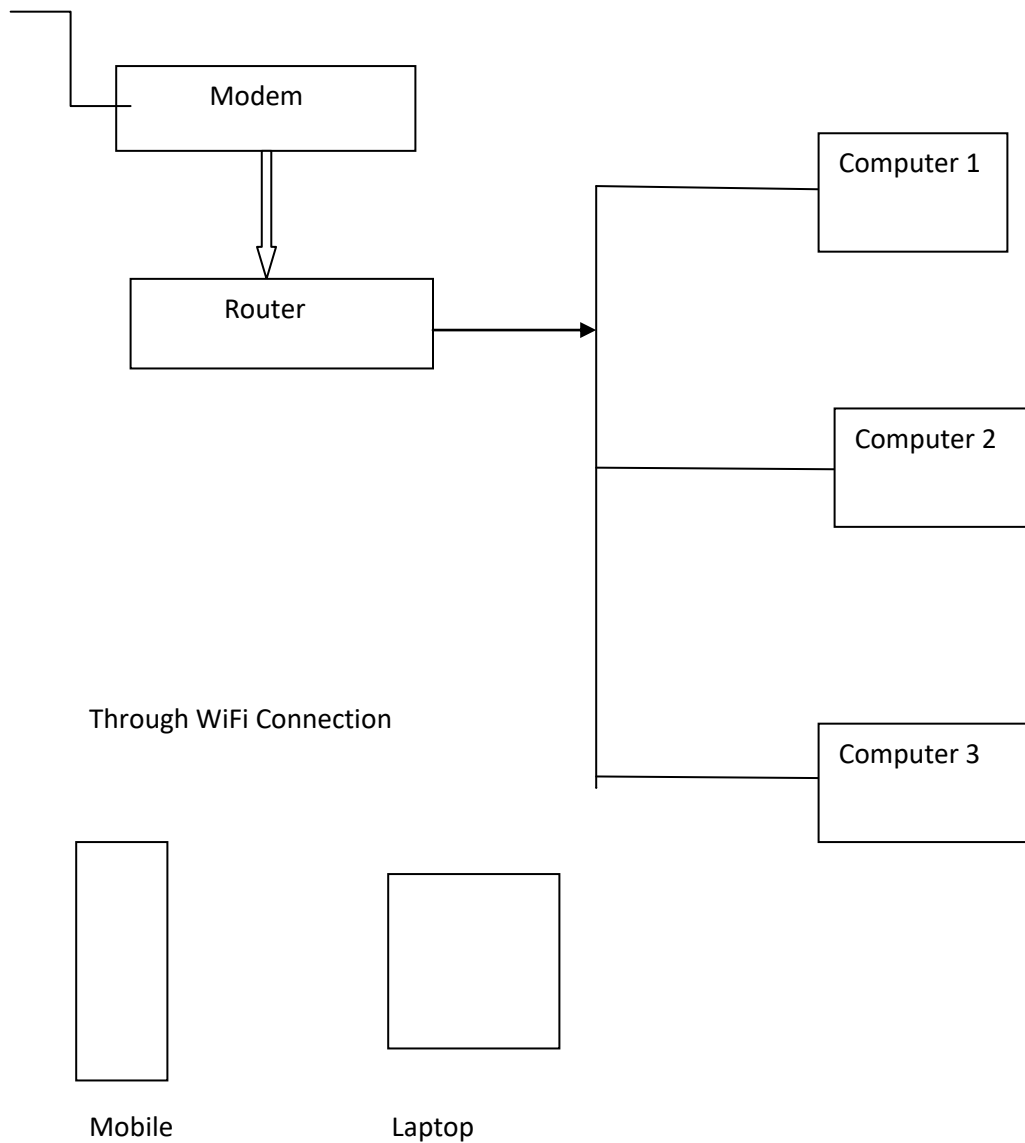 Modem
Computer 1
Router
Computer 2
Through WiFi Connection
Computer 3
Mobile
Laptop